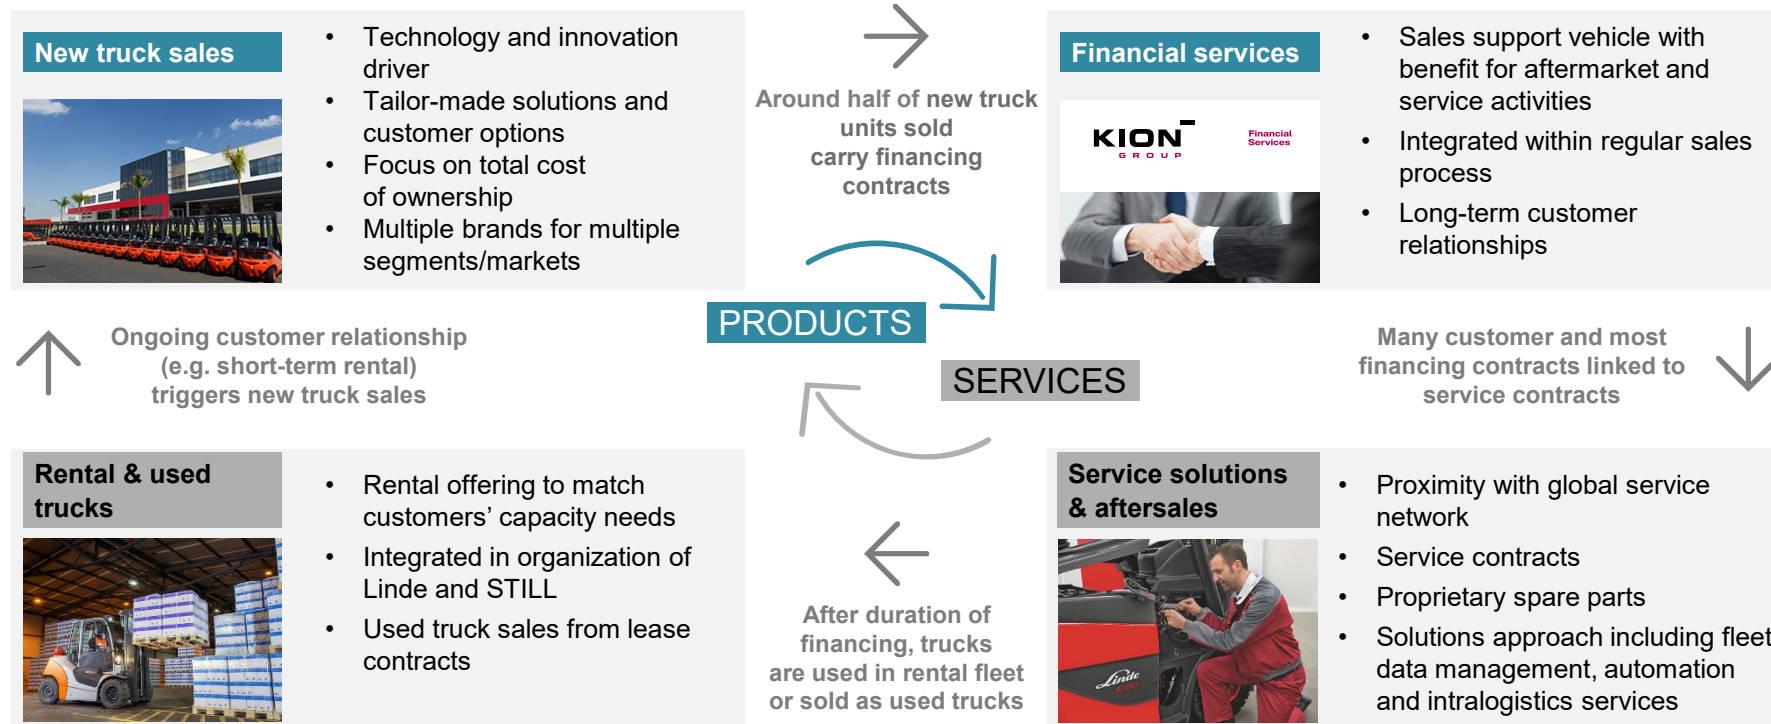 New truck sales
• Technology and innovation
driver
• Tailor-made solutions and
customer options
• Focus on total cost
of ownership
• Multiple brands for multiple
segments/markets
Around half of new truck
units sold
carry financing
contracts
Financial services
KION
GROUP
Financial
Services
• Sales support vehicle with
benefit for aftermarket and
service activities
• Integrated within regular sales
process
• Long-term customer
relationships
PRODUCTS
SERVICES
Ongoing customer relationship
(e.g. short-term rental)
triggers new truck sales
Many customer and most
financing contracts linked to
service contracts
Rental & used
trucks
• Rental offering to match
customers’ capacity needs
• Integrated in organization of
Linde and STILL
• Used truck sales from lease
contracts
After duration of
financing, trucks
are used in rental fleet
or sold as used trucks
Service solutions
& aftersales
Linde
E20
• Proximity with global service
network
• Service contracts
• Proprietary spare parts
• Solutions approach including fleet
data management, automation
and intralogistics services